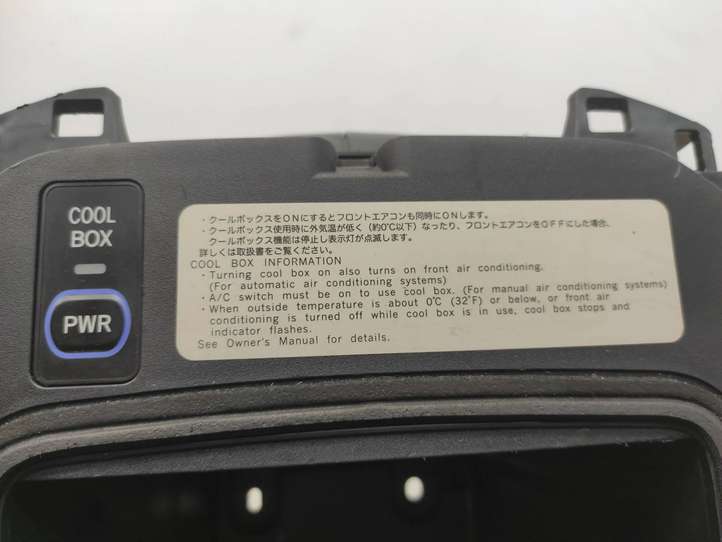 COOL
BOX
PWR
・クールボックスをONにするとフロントエアコンも同時にONします。
・クールボックス使用時に外気温が低く(約0℃以下)なったり、フロントエアコンをOFFにした場合、
クールボックス機能は停止し表示灯が点滅します。
詳しくは取扱書をご覧ください。
COOL BOX INFORMATION
・Turning cool box on also turns on front air conditioning.
(For automatic air conditioning systems)
・A/C switch must be on to use cool box. (For manual air conditioning systems)
・When outside temperature is about 0℃ (32°F) or below, or front air
conditioning is turned off while cool box is in use, cool box stops and
indicator flashes.
See Owner's Manual for details.